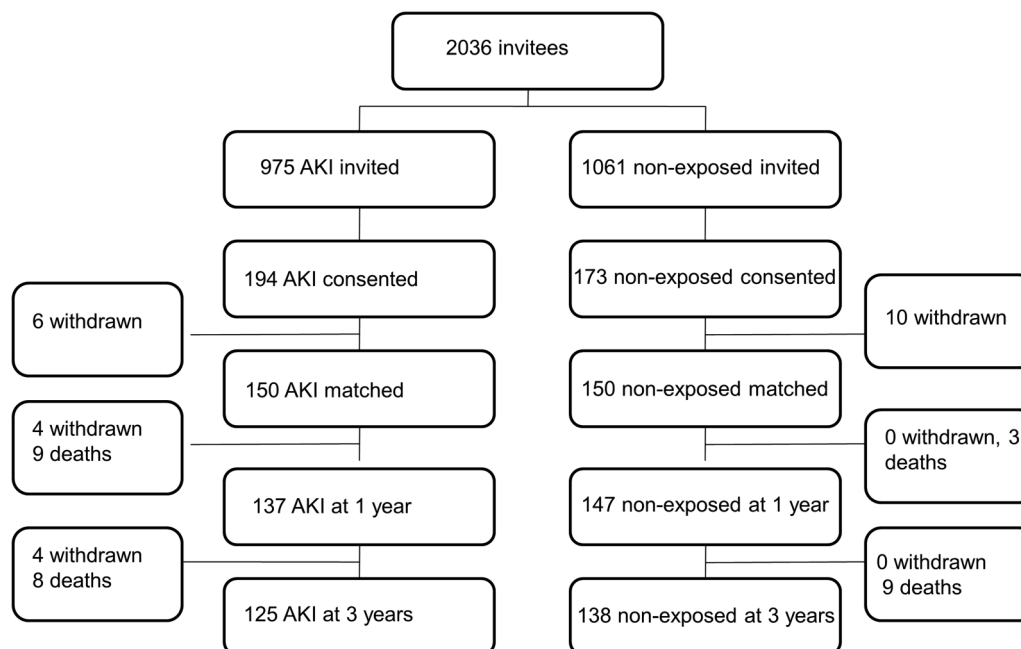 2036 invitees
975 AKI invited
1061 non-exposed invited
194 AKI consented
173 non-exposed consented
6 withdrawn
10 withdrawn
150 AKI matched
150 non-exposed matched
4 withdrawn
9 deaths
0 withdrawn, 3
deaths
137 AKI at 1 year
147 non-exposed at 1 year
4 withdrawn
8 deaths
0 withdrawn
9 deaths
125 AKI at 3 years
138 non-exposed at 3 years